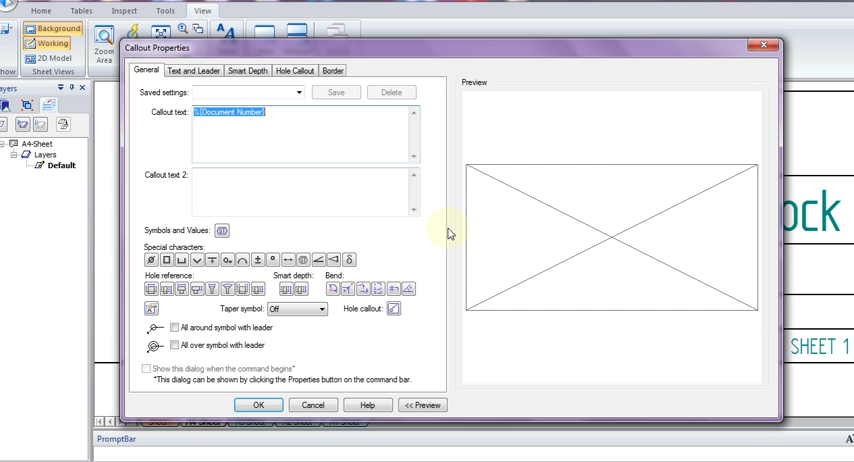 Home Tables Inspect Tools View
Background
Working
2D Model
Sheet Views
Zoom
Area
Callout Properties
General Text and Leader Smart Depth Hole Callout Border
Saved settings: Save Delete
Callout text: %{Document Number}
Callout text 2:
Symbols and Values:
Special characters:
Hole reference: Smart depth: Bend:
Taper symbol: Off Hole callout:
All around symbol with leader
All over symbol with leader
Show this dialog when the command begins*
*This dialog can be shown by clicking the Properties button on the command bar.
OK Cancel Help << Preview
Preview
ayers
A4-Sheet
Layers
Default
ock
SHEET 1
PromptBar